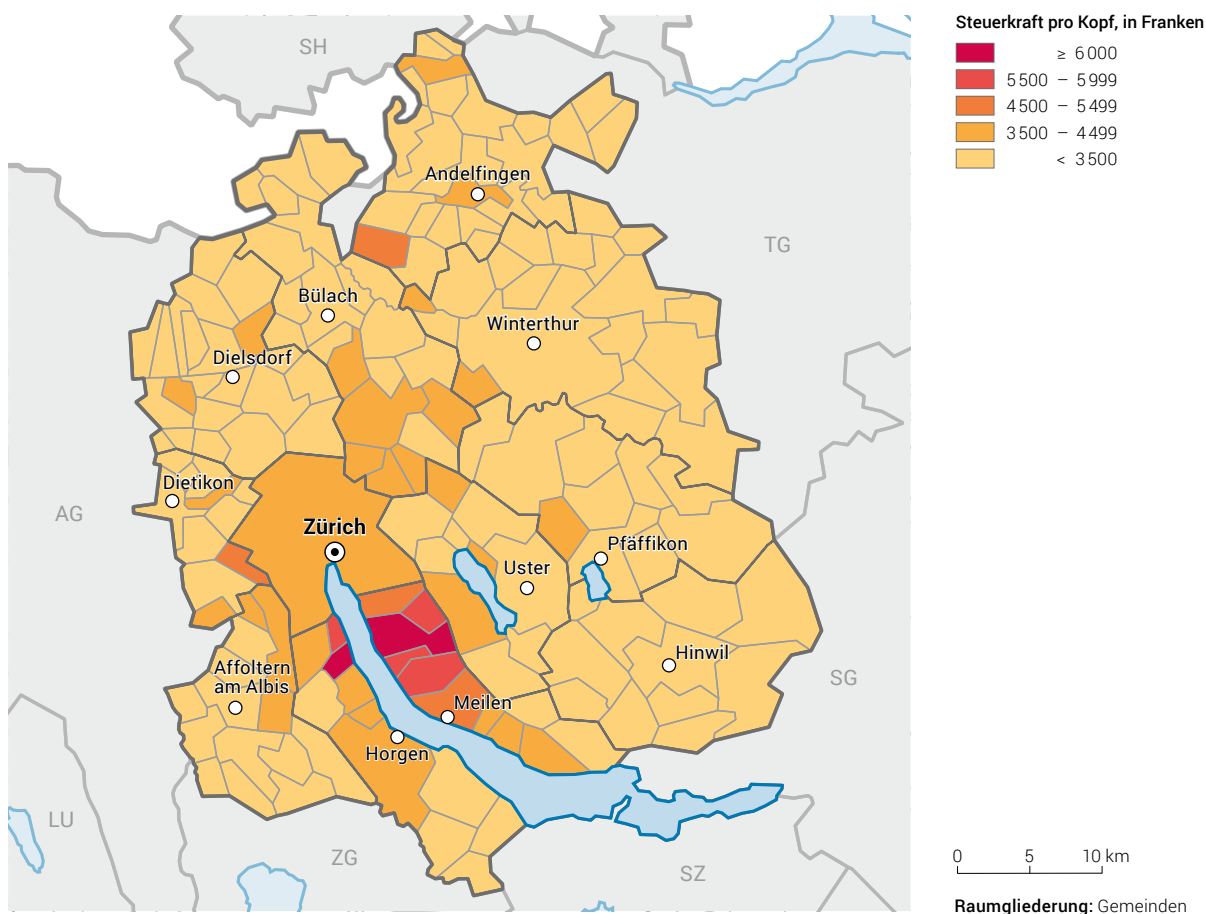 Steuerkraft pro Kopf, in Franken
≥ 6 000
5 500 – 5 999
4 500 – 5 499
3 500 – 4 499
< 3 500
SH
Andelfingen
TG
Bülach
Winterthur
Dielsdorf
Dietikon
AG
Zürich
Pfäffikon
Uster
Hinwil
Affoltern
am Albis
SG
Meilen
Horgen
LU
ZG
SZ
0 5 10 km
Raumgliederung: Gemeinden